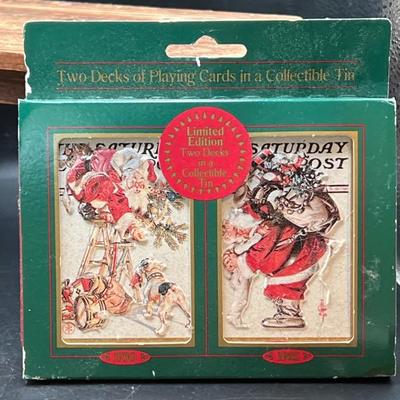 Two Decks of Playing Cards in a Collectible Tin
Limited
Edition
Two Decks
in a
Collectible
Tin
SATURDAY
POST